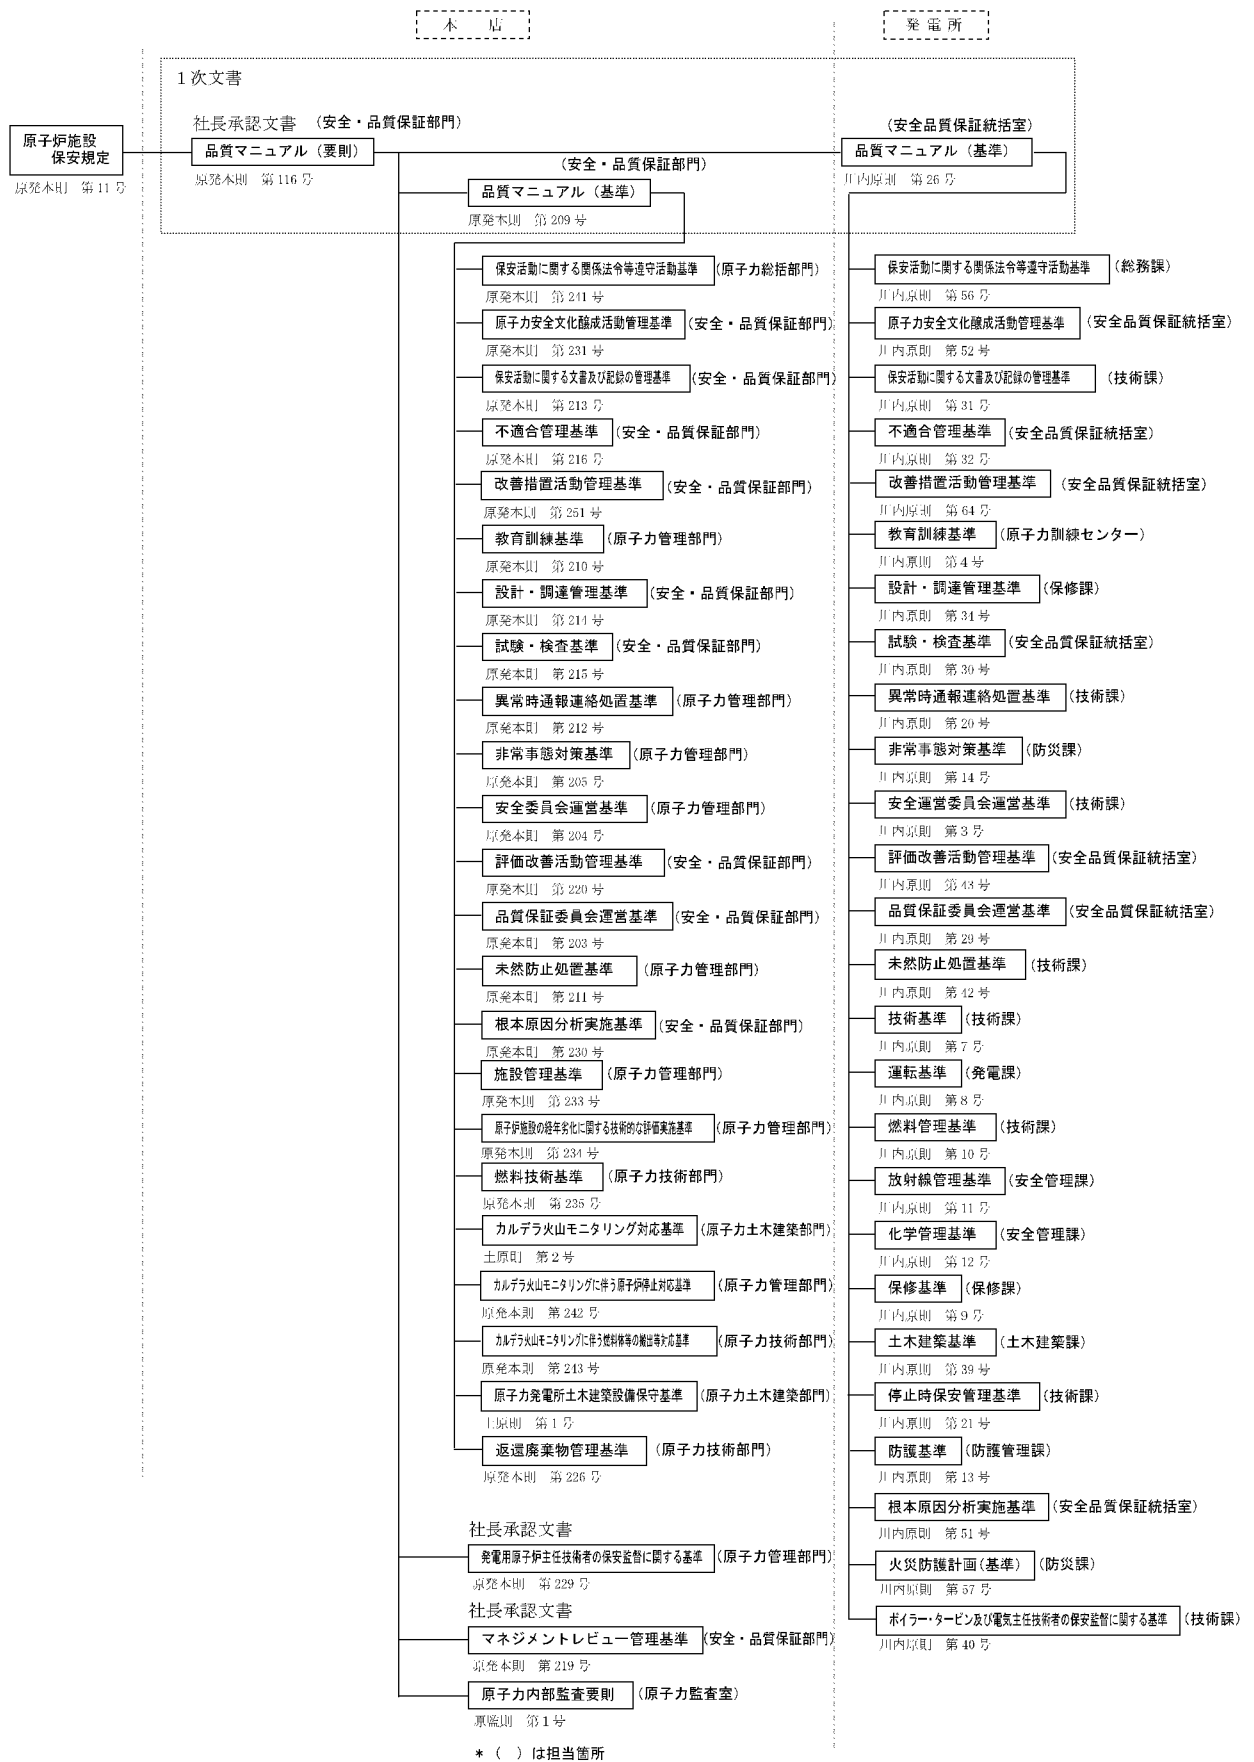 本　店
発電所
1次文書
社長承認文書 (安全・品質保証部門)
(安全品質保証統括室)
原子炉施設
保安規定
品質マニュアル(要則)
品質マニュアル(基準)
原発本則　第11号
原発本則　第116号
川内原則　第26号
(安全・品質保証部門)
品質マニュアル(基準)
原発本則　第209号
保安活動に関する関係法令等遵守活動基準 (原子力総括部門)
原発本則　第241号
原子力安全文化醸成活動管理基準 (安全・品質保証部門)
原発本則　第231号
保安活動に関する文書及び記録の管理基準 (安全・品質保証部門)
原発本則　第213号
不適合管理基準 (安全・品質保証部門)
原発本則　第216号
改善措置活動管理基準 (安全・品質保証部門)
原発本則　第251号
教育訓練基準 (原子力管理部門)
原発本則　第210号
設計・調達管理基準 (安全・品質保証部門)
原発本則　第214号
試験・検査基準 (安全・品質保証部門)
原発本則　第215号
異常時通報連絡処置基準 (原子力管理部門)
原発本則　第212号
非常事態対策基準 (原子力管理部門)
原発本則　第205号
安全委員会運営基準 (原子力管理部門)
原発本則　第204号
評価改善活動管理基準 (安全・品質保証部門)
原発本則　第220号
品質保証委員会運営基準 (安全・品質保証部門)
原発本則　第203号
未然防止処置基準 (原子力管理部門)
原発本則　第211号
根本原因分析実施基準 (安全・品質保証部門)
原発本則　第230号
施設管理基準 (原子力管理部門)
原発本則　第233号
原子炉施設の経年劣化に関する技術的な評価実施基準 (原子力管理部門)
原発本則　第234号
燃料技術基準 (原子力技術部門)
原発本則　第235号
カルデラ火山モニタリング対応基準 (原子力土木建築部門)
土原則　第2号
カルデラ火山モニタリングに伴う原子炉停止対応基準 (原子力管理部門)
原発本則　第242号
カルデラ火山モニタリングに伴う燃料体等の搬出等対応基準 (原子力技術部門)
原発本則　第243号
原子力発電所土木建築設備保守基準 (原子力土木建築部門)
土原則　第1号
返還廃棄物管理基準 (原子力技術部門)
原発本則　第226号
社長承認文書
発電用原子炉主任技術者の保安監督に関する基準 (原子力管理部門)
原発本則　第229号
社長承認文書
マネジメントレビュー管理基準 (安全・品質保証部門)
原発本則　第219号
原子力内部監査要則 (原子力監査室)
原監則　第1号
*（　）は担当箇所
保安活動に関する関係法令等遵守活動基準 (総務課)
川内原則　第56号
原子力安全文化醸成活動管理基準 (安全品質保証統括室)
川内原則　第52号
保安活動に関する文書及び記録の管理基準 (技術課)
川内原則　第31号
不適合管理基準 (安全品質保証統括室)
川内原則　第32号
改善措置活動管理基準 (安全品質保証統括室)
川内原則　第64号
教育訓練基準 (原子力訓練センター)
川内原則　第4号
設計・調達管理基準 (保修課)
川内原則　第34号
試験・検査基準 (安全品質保証統括室)
川内原則　第30号
異常時通報連絡処置基準 (技術課)
川内原則　第20号
非常事態対策基準 (防災課)
川内原則　第14号
安全運営委員会運営基準 (技術課)
川内原則　第3号
評価改善活動管理基準 (安全品質保証統括室)
川内原則　第43号
品質保証委員会運営基準 (安全品質保証統括室)
川内原則　第29号
未然防止処置基準 (技術課)
川内原則　第42号
技術基準 (技術課)
川内原則　第7号
運転基準 (発電課)
川内原則　第8号
燃料管理基準 (技術課)
川内原則　第10号
放射線管理基準 (安全管理課)
川内原則　第11号
化学管理基準 (安全管理課)
川内原則　第12号
保修基準 (保修課)
川内原則　第9号
土木建築基準 (土木建築課)
川内原則　第39号
停止時保安管理基準 (技術課)
川内原則　第21号
防護基準 (防護管理課)
川内原則　第13号
根本原因分析実施基準 (安全品質保証統括室)
川内原則　第51号
火災防護計画(基準) (防災課)
川内原則　第57号
ボイラー・タービン及び電気主任技術者の保安監督に関する基準 (技術課)
川内原則　第40号